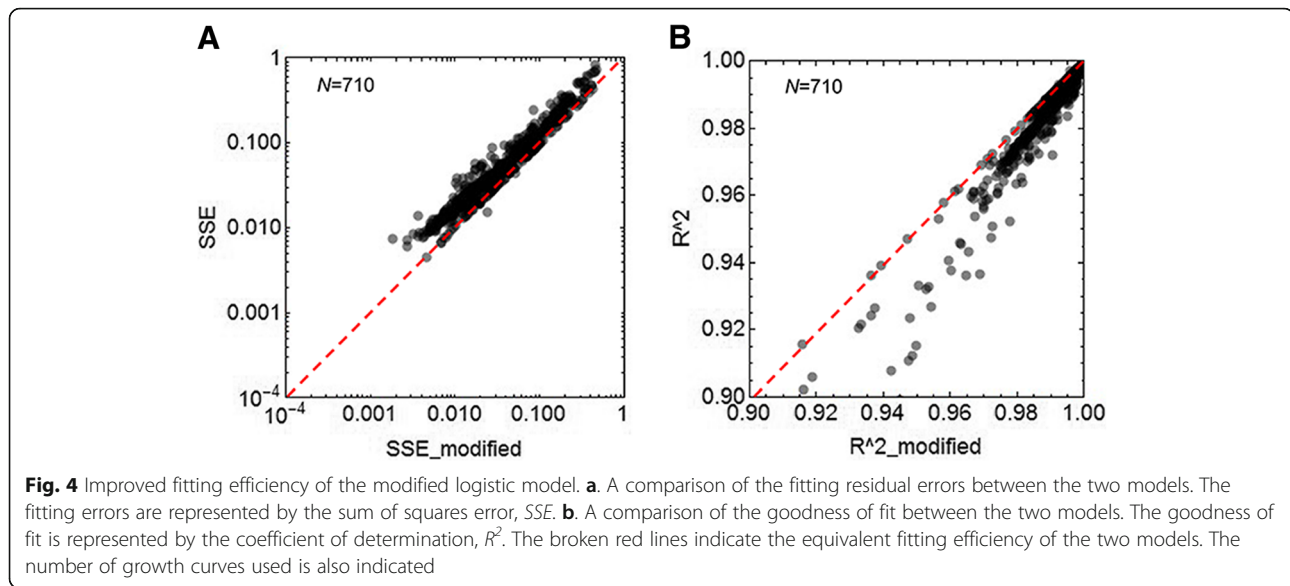 A
1
0.100
0.010
0.001
10^-4
SSE
N=710
10^-4 0.001 0.010 0.100 1
SSE_modified
B
1.00
0.98
0.96
0.94
0.92
0.90
R^2
N=710
0.90 0.92 0.94 0.96 0.98 1.00
R^2_modified
Fig. 4 Improved fitting efficiency of the modified logistic model. a. A comparison of the fitting residual errors between the two models. The
fitting errors are represented by the sum of squares error, SSE. b. A comparison of the goodness of fit between the two models. The goodness of
fit is represented by the coefficient of determination, R². The broken red lines indicate the equivalent fitting efficiency of the two models. The
number of growth curves used is also indicated